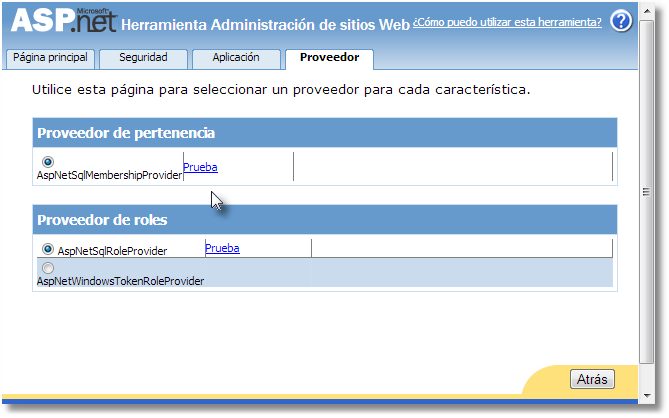 Microsoft
ASP.net Herramienta Administración de sitios Web ¿Cómo puedo utilizar esta herramienta? ?
Página principal Seguridad Aplicación Proveedor
Utilice esta página para seleccionar un proveedor para cada característica.
Proveedor de pertenencia
AspNetSqlMembershipProvider Prueba
Proveedor de roles
AspNetSqlRoleProvider Prueba
AspNetWindowsTokenRoleProvider
Atrás